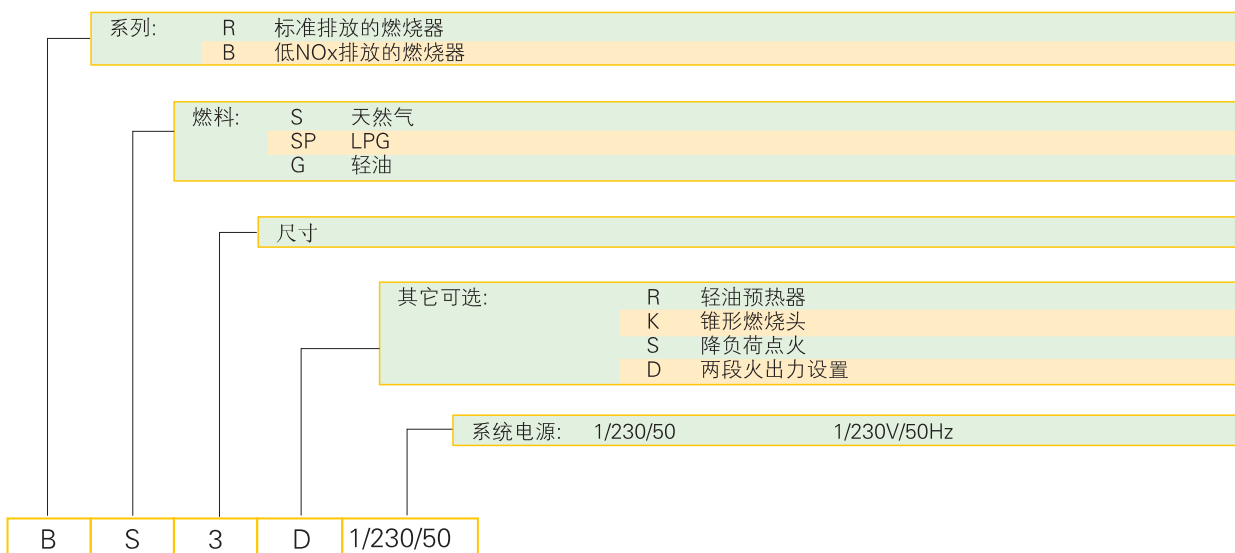 系列: R 标准排放的燃烧器
B 低NOx排放的燃烧器
燃料: S 天然气
SP LPG
G 轻油
尺寸
其它可选: R 轻油预热器
K 锥形燃烧头
S 降负荷点火
D 两段火出力设置
系统电源: 1/230/50 1/230V/50Hz
B S 3 D 1/230/50